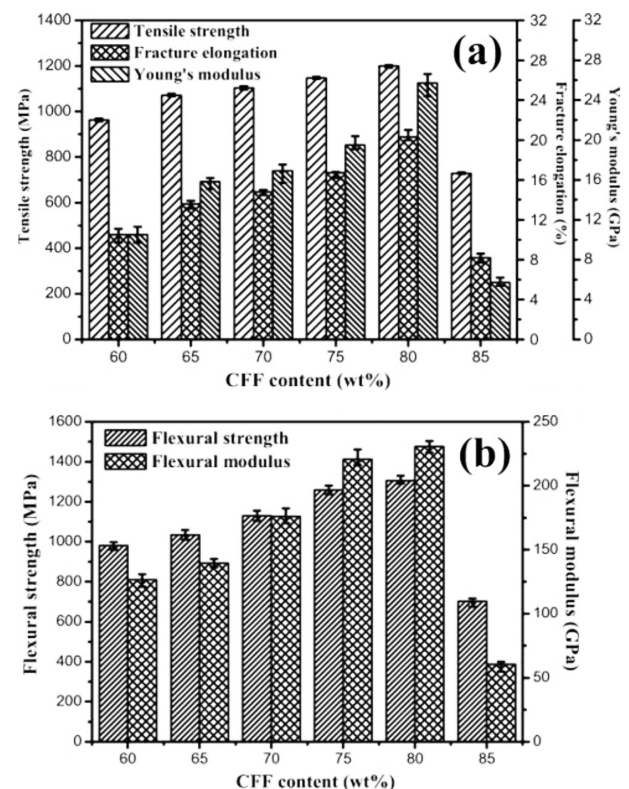 (a)
Tensile strength
Fracture elongation
Young's modulus
Tensile strength (MPa)
1400
1200
1000
800
600
400
200
0
32
28
24
20
16
12
8
4
0
Fracture elongation (%)
32
28
24
20
16
12
8
4
0
Young's modulus (GPa)
60 65 70 75 80 85
CFF content (wt%)
(b)
Flexural strength
Flexural modulus
Flexural strength (MPa)
1600
1400
1200
1000
800
600
400
200
0
250
200
150
100
50
0
Flexural modulus (GPa)
60 65 70 75 80 85
CFF content (wt%)